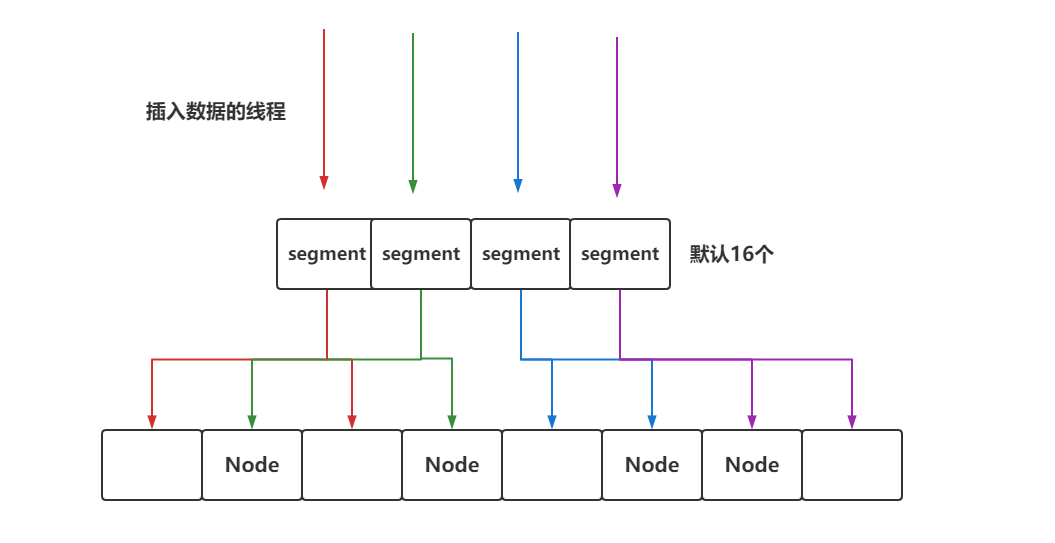 插入数据的线程
segment segment segment segment 默认16个
Node Node Node Node